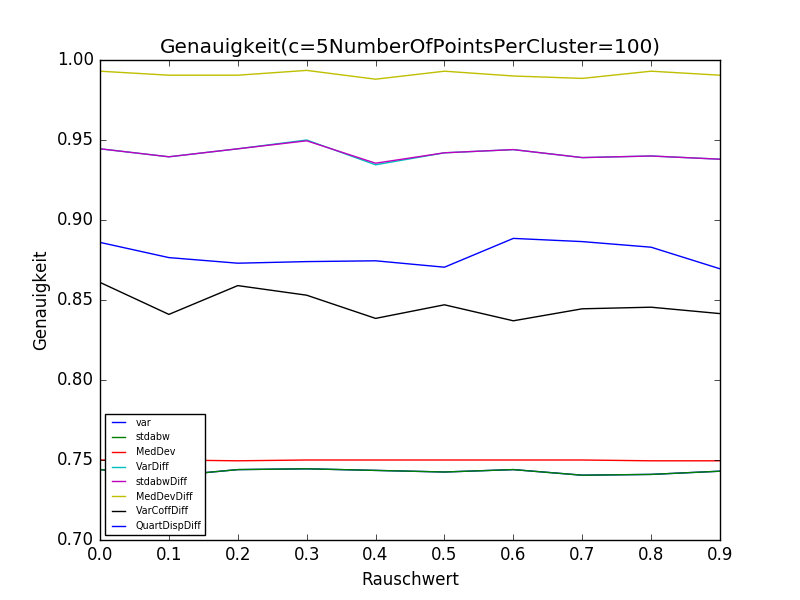 Genauigkeit(c=5NumberOfPointsPerCluster=100)
1.00
0.95
0.90
0.85
0.80
0.75
0.70
Genauigkeit
var
stdabw
MedDev
VarDiff
stdabwDiff
MedDevDiff
VarCoffDiff
QuartDispDiff
0.0 0.1 0.2 0.3 0.4 0.5 0.6 0.7 0.8 0.9
Rauschwert